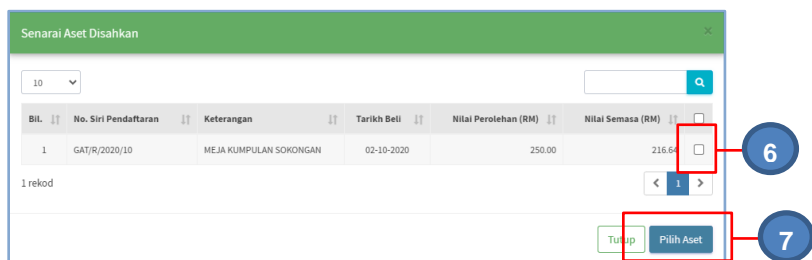 Senarai Aset Disahkan ×
10
Bil. No. Siri Pendaftaran Keterangan Tarikh Beli Nilai Perolehan (RM) Nilai Semasa (RM)
1 GAT/R/2020/10 MEJA KUMPULAN SOKONGAN 02-10-2020 250.00 216.64
6
1 rekod < 1 >
Tutup Pilih Aset
7